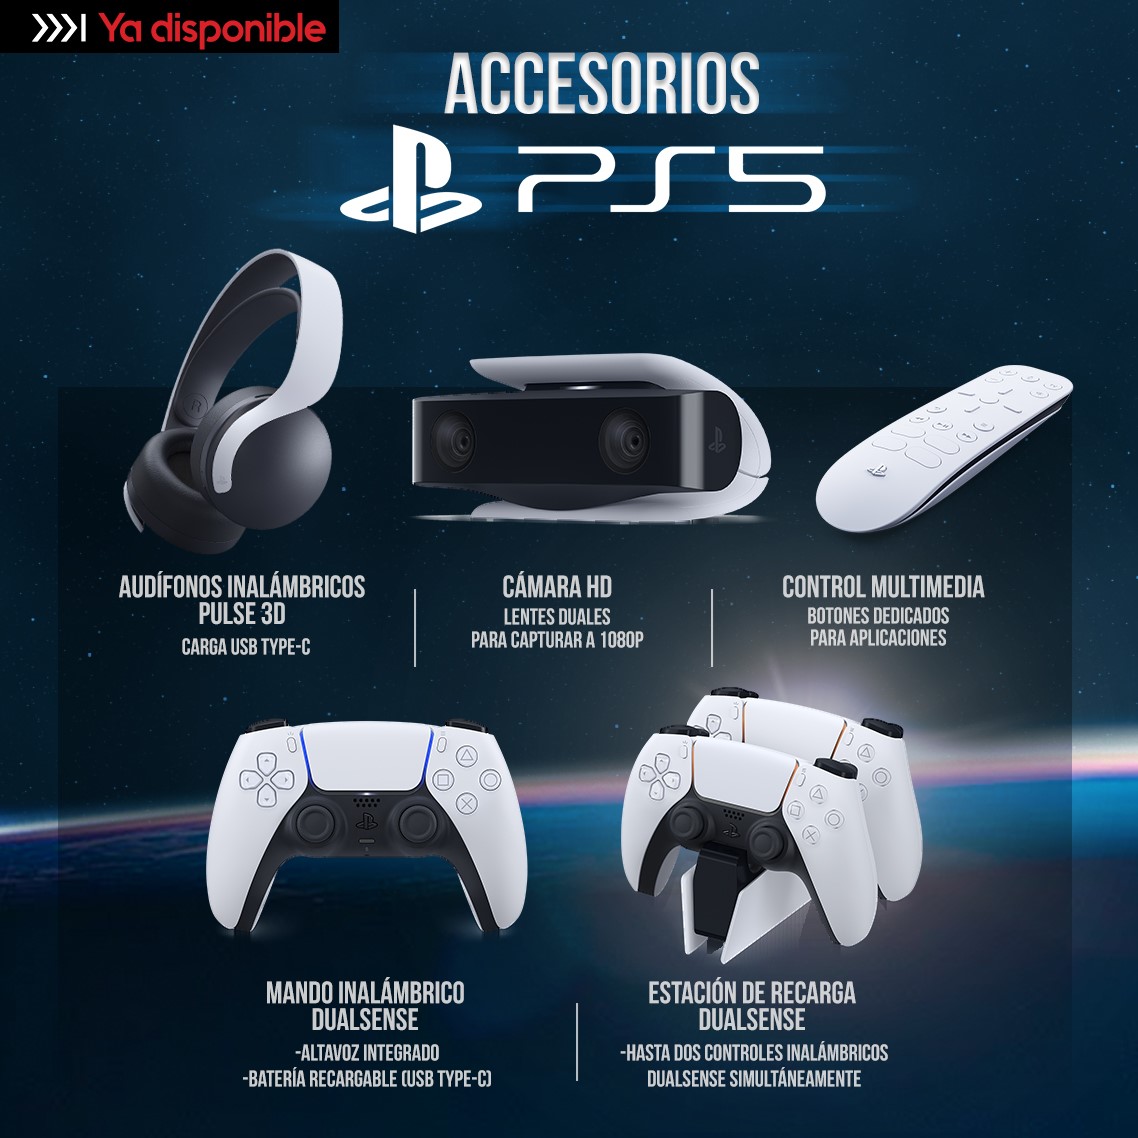 Ya disponible
ACCESORIOS
PS5
AUDÍFONOS INALÁMBRICOS
PULSE 3D
CARGA USB TYPE-C
CÁMARA HD
LENTES DUALES
PARA CAPTURAR A 1080P
CONTROL MULTIMEDIA
BOTONES DEDICADOS
PARA APLICACIONES
MANDO INALÁMBRICO
DUALSENSE
-ALTAVOZ INTEGRADO
-BATERÍA RECARGABLE (USB TYPE-C)
ESTACIÓN DE RECARGA
DUALSENSE
-HASTA DOS CONTROLES INALÁMBRICOS
DUALSENSE SIMULTÁNEAMENTE